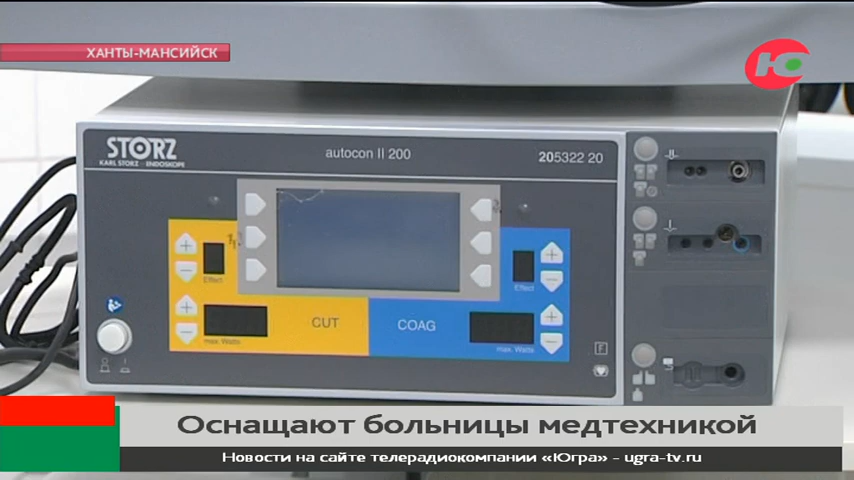 ХАНТЫ-МАНСИЙСК
Ю
STORZ
KARL STORZ - ENDOSKOPE
autocon II 200
205322 20
Effect
Effect
CUT
COAG
max. Watts
max. Watts
F
Оснащают больницы медтехникой
Новости на сайте телерадиокомпании «Югра» - ugra-tv.ru